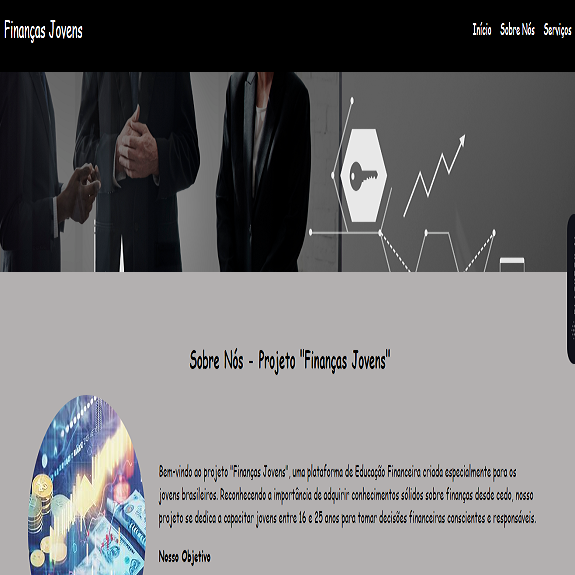 Finanças Jovens
Início Sobre Nós Serviços
Sobre Nós - Projeto "Finanças Jovens"
Bem-vindo ao projeto "Finanças Jovens", uma plataforma de Educação Financeira criada especialmente para os
jovens brasileiros. Reconhecendo a importância de adquirir conhecimentos sólidos sobre finanças desde cedo, nosso
projeto se dedica a capacitar jovens entre 16 e 25 anos para tomar decisões financeiras conscientes e responsáveis.
Nosso Objetivo